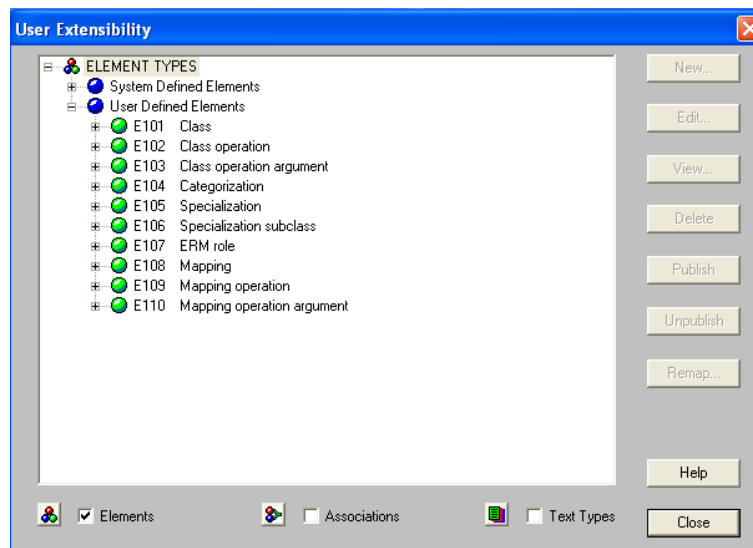 User Extensibility
ELEMENT TYPES
System Defined Elements
User Defined Elements
E101 Class
E102 Class operation
E103 Class operation argument
E104 Categorization
E105 Specialization
E106 Specialization subclass
E107 ERM role
E108 Mapping
E109 Mapping operation
E110 Mapping operation argument
New...
Edit...
View...
Delete
Publish
Unpublish
Remap...
Help
Elements
Associations
Text Types
Close